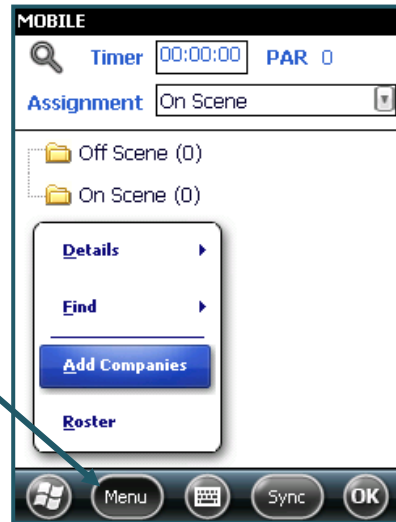 MOBILE
Timer 00:00:00 PAR 0
Assignment On Scene
Off Scene (0)
On Scene (0)
Details
Find
Add Companies
Roster
Menu Sync OK